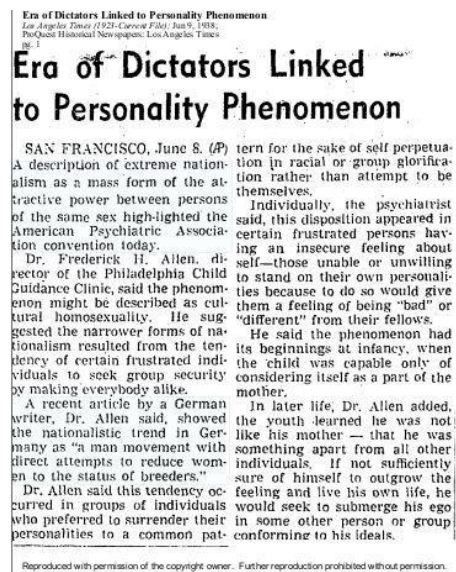 Era of Dictators Linked to Personality Phenomenon
Los Angeles Times (1923-Current File); Jun 9, 1938;
ProQuest Historical Newspapers: Los Angeles Times
pg. 1
Era of Dictators Linked
to Personality Phenomenon
SAN FRANCISCO, June 8. (AP)
A description of extreme nation-
alism as a mass form of the at-
tractive power between persons
of the same sex high-lighted the
American Psychiatric Associa-
tion convention today.
Dr. Frederick H. Allen, di-
rector of the Philadelphia Child
Guidance Clinic, said the phenom-
enon might be described as cul-
tural homosexuality. He sug-
gested the narrower forms of na-
tionalism resulted from the ten-
dency of certain frustrated indi-
viduals to seek group security
by making everybody alike.
A recent article by a German
writer, Dr. Allen said, showed
the nationalistic trend in Ger-
many as "a man movement with
direct attempts to reduce wom-
en to the status of breeders."
Dr. Allen said this tendency oc-
curred in groups of individuals
who preferred to surrender their
personalities to a common pat-
tern for the sake of self perpetua-
tion in racial or group glorifica-
tion rather than attempt to be
themselves.
Individually, the psychiatrist
said, this disposition appeared in
certain frustrated persons hav-
ing an insecure feeling about
self—those unable or unwilling
to stand on their own personali-
ties because to do so would give
them a feeling of being "bad" or
"different" from their fellows.
He said the phenomenon had
its beginnings at infancy, when
the child was capable only of
considering itself as a part of the
mother.
In later life, Dr. Allen added,
the youth learned he was not
like his mother — that he was
something apart from all other
individuals. If not sufficiently
sure of himself to outgrow the
feeling and live his own life, he
would seek to submerge his ego
in some other person or group
conforming to his ideals.
Reproduced with permission of the copyright owner. Further reproduction prohibited without permission.